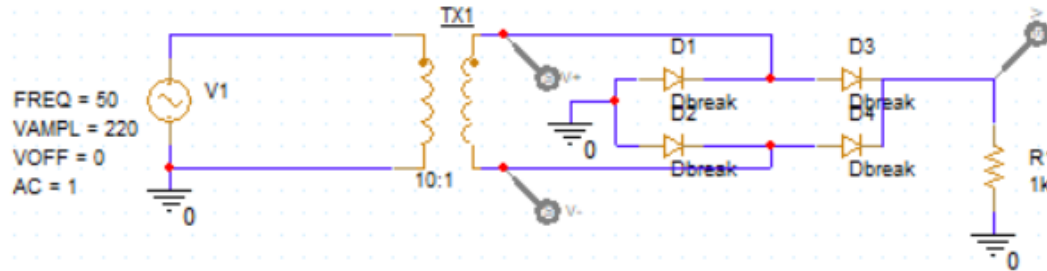 TX1
V1
FREQ = 50
VAMPL = 220
VOFF = 0
AC = 1
0
10:1
V+
V-
D1
Dbreak
D2
Dbreak
0
D3
Dbreak
D4
Dbreak
V
1k
0